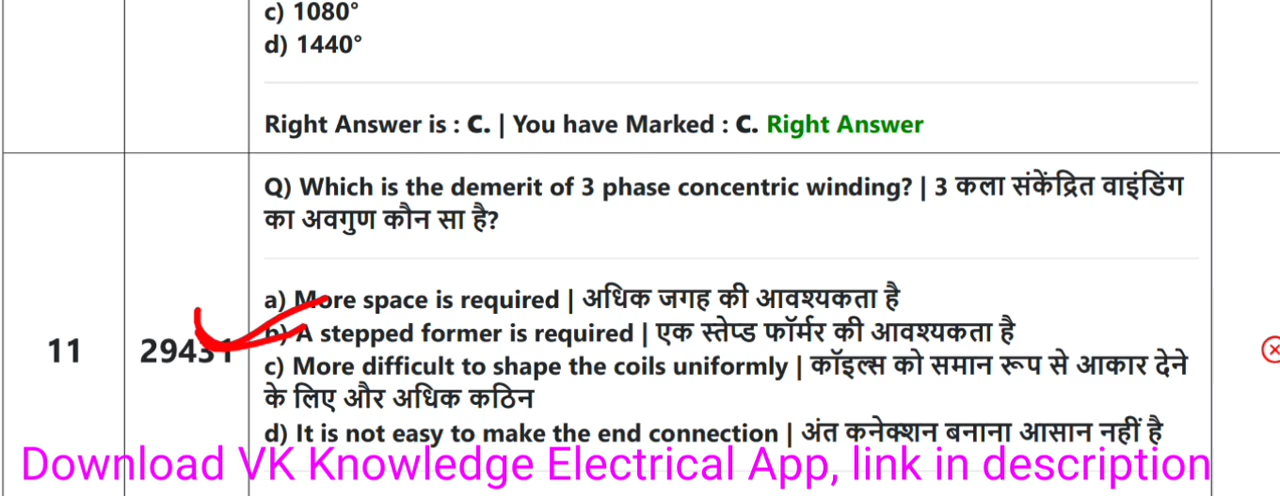 c) 1080°
d) 1440°
Right Answer is : C. | You have Marked : C. Right Answer
Q) Which is the demerit of 3 phase concentric winding? | 3 कला संकेंद्रित वाइंडिंग
का अवगुण कौन सा है?
a) More space is required | अधिक जगह की आवश्यकता है
b) A stepped former is required | एक स्तेप्ड फॉर्मर की आवश्यकता है
11
29431
c) More difficult to shape the coils uniformly | कॉइल्स को समान रूप से आकार देने
के लिए और अधिक कठिन
d) It is not easy to make the end connection | अंत कनेक्शन बनाना आसान नहीं है
Download VK Knowledge Electrical App, link in description